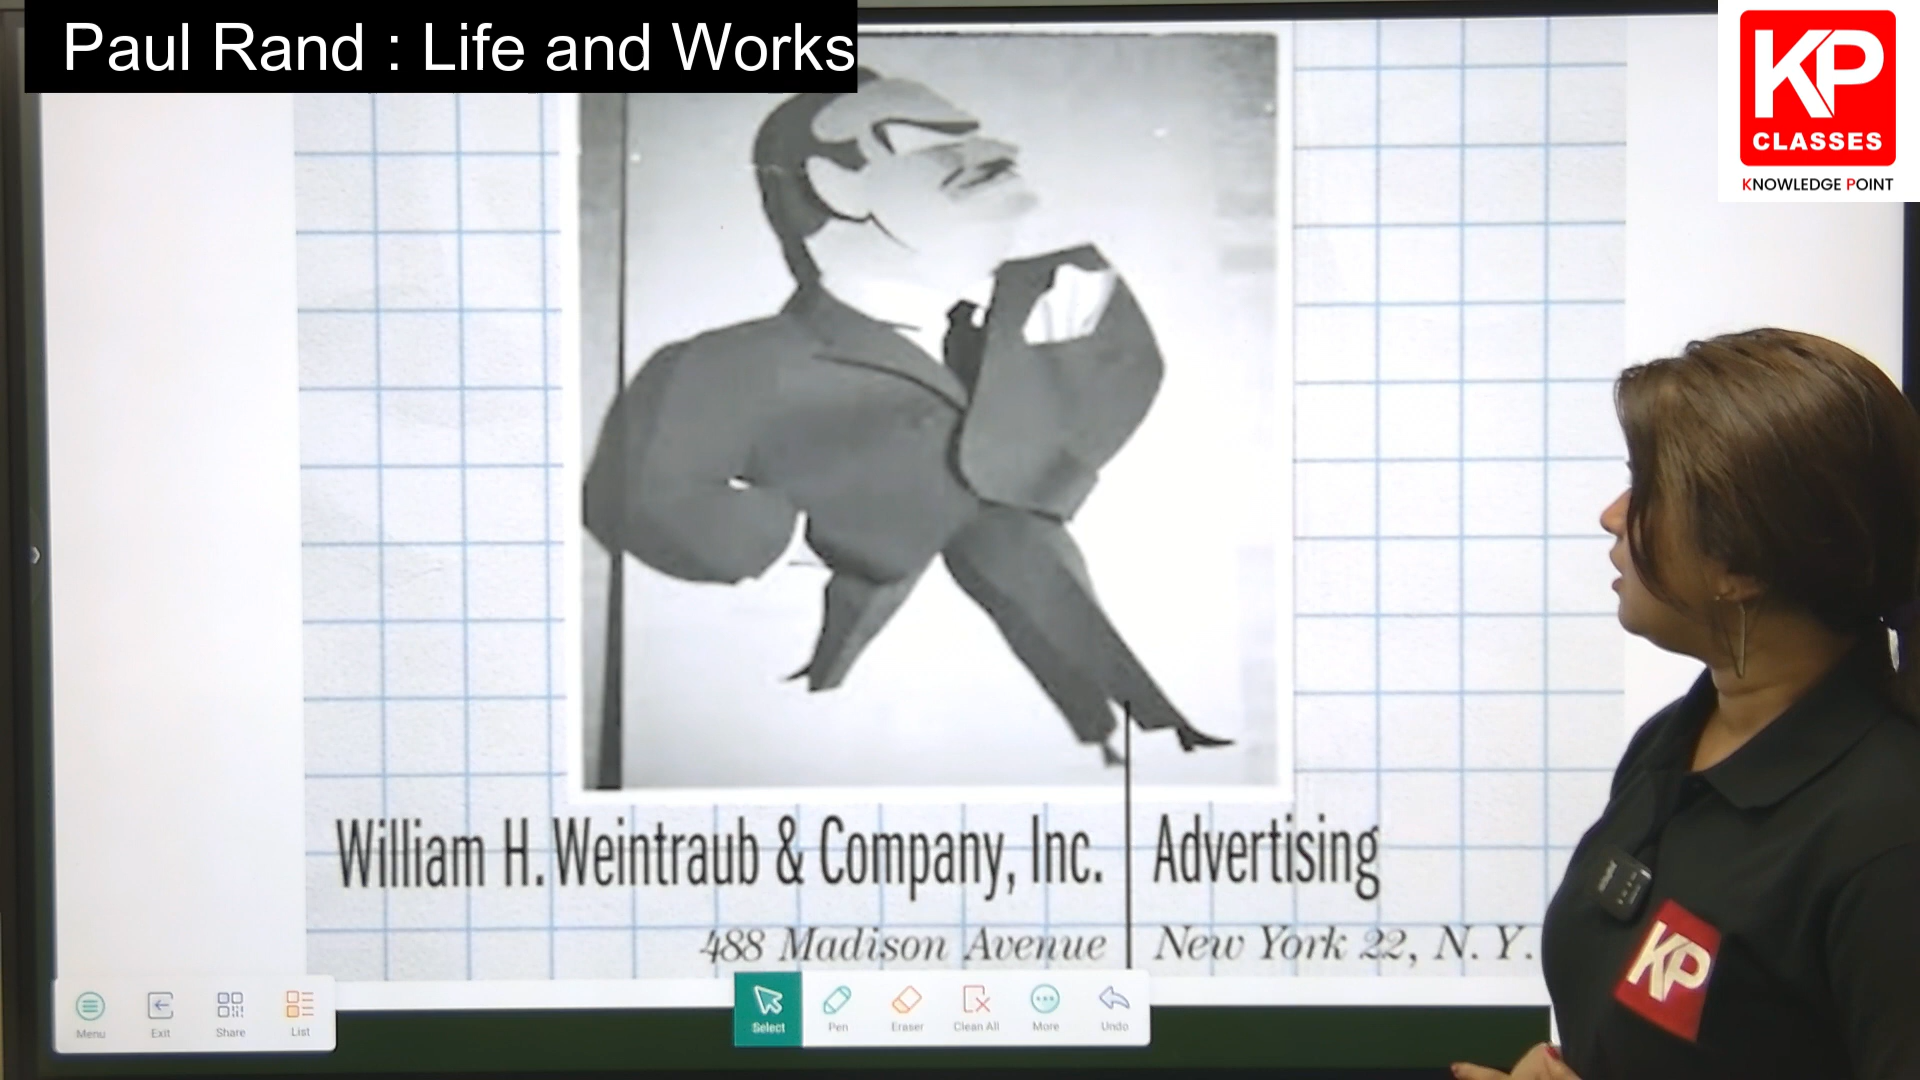 Paul Rand : Life and Works
KP
CLASSES
KNOWLEDGE POINT
William H. Weintraub & Company, Inc. | Advertising
488 Madison Avenue | New York 22, N. Y.
Menu
Exit
Share
List
Select
Pen
Eraser
Clean All
More
Undo
KP